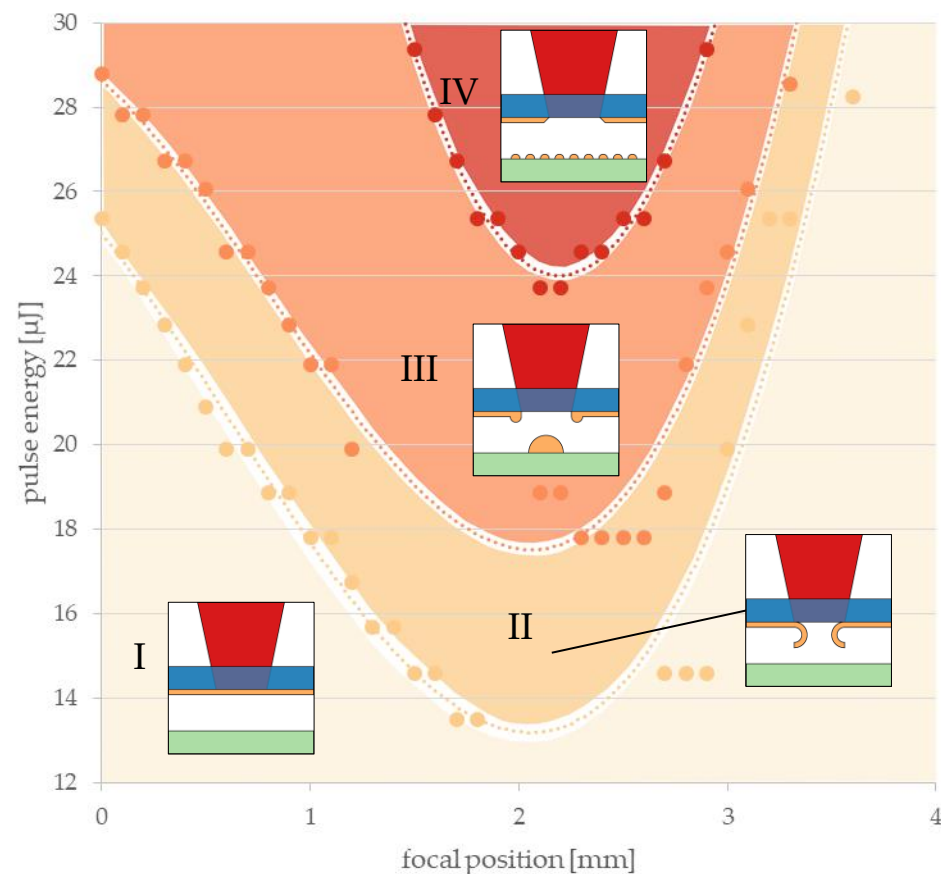 30
28
26
24
22
20
18
16
14
12
pulse energy [µJ]
IV
III
II
I
0 1 2 3 4
focal position [mm]